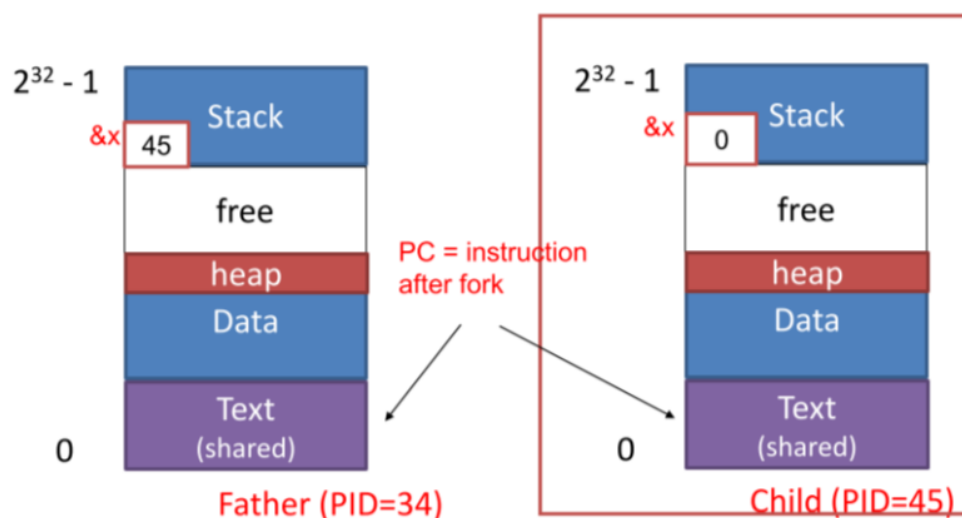 2³² - 1
Stack
&x
45
free
heap
Data
Text
(shared)
0
Father (PID=34)
PC = instruction
after fork
2³² - 1
Stack
&x
0
free
heap
Data
Text
(shared)
0
Child (PID=45)